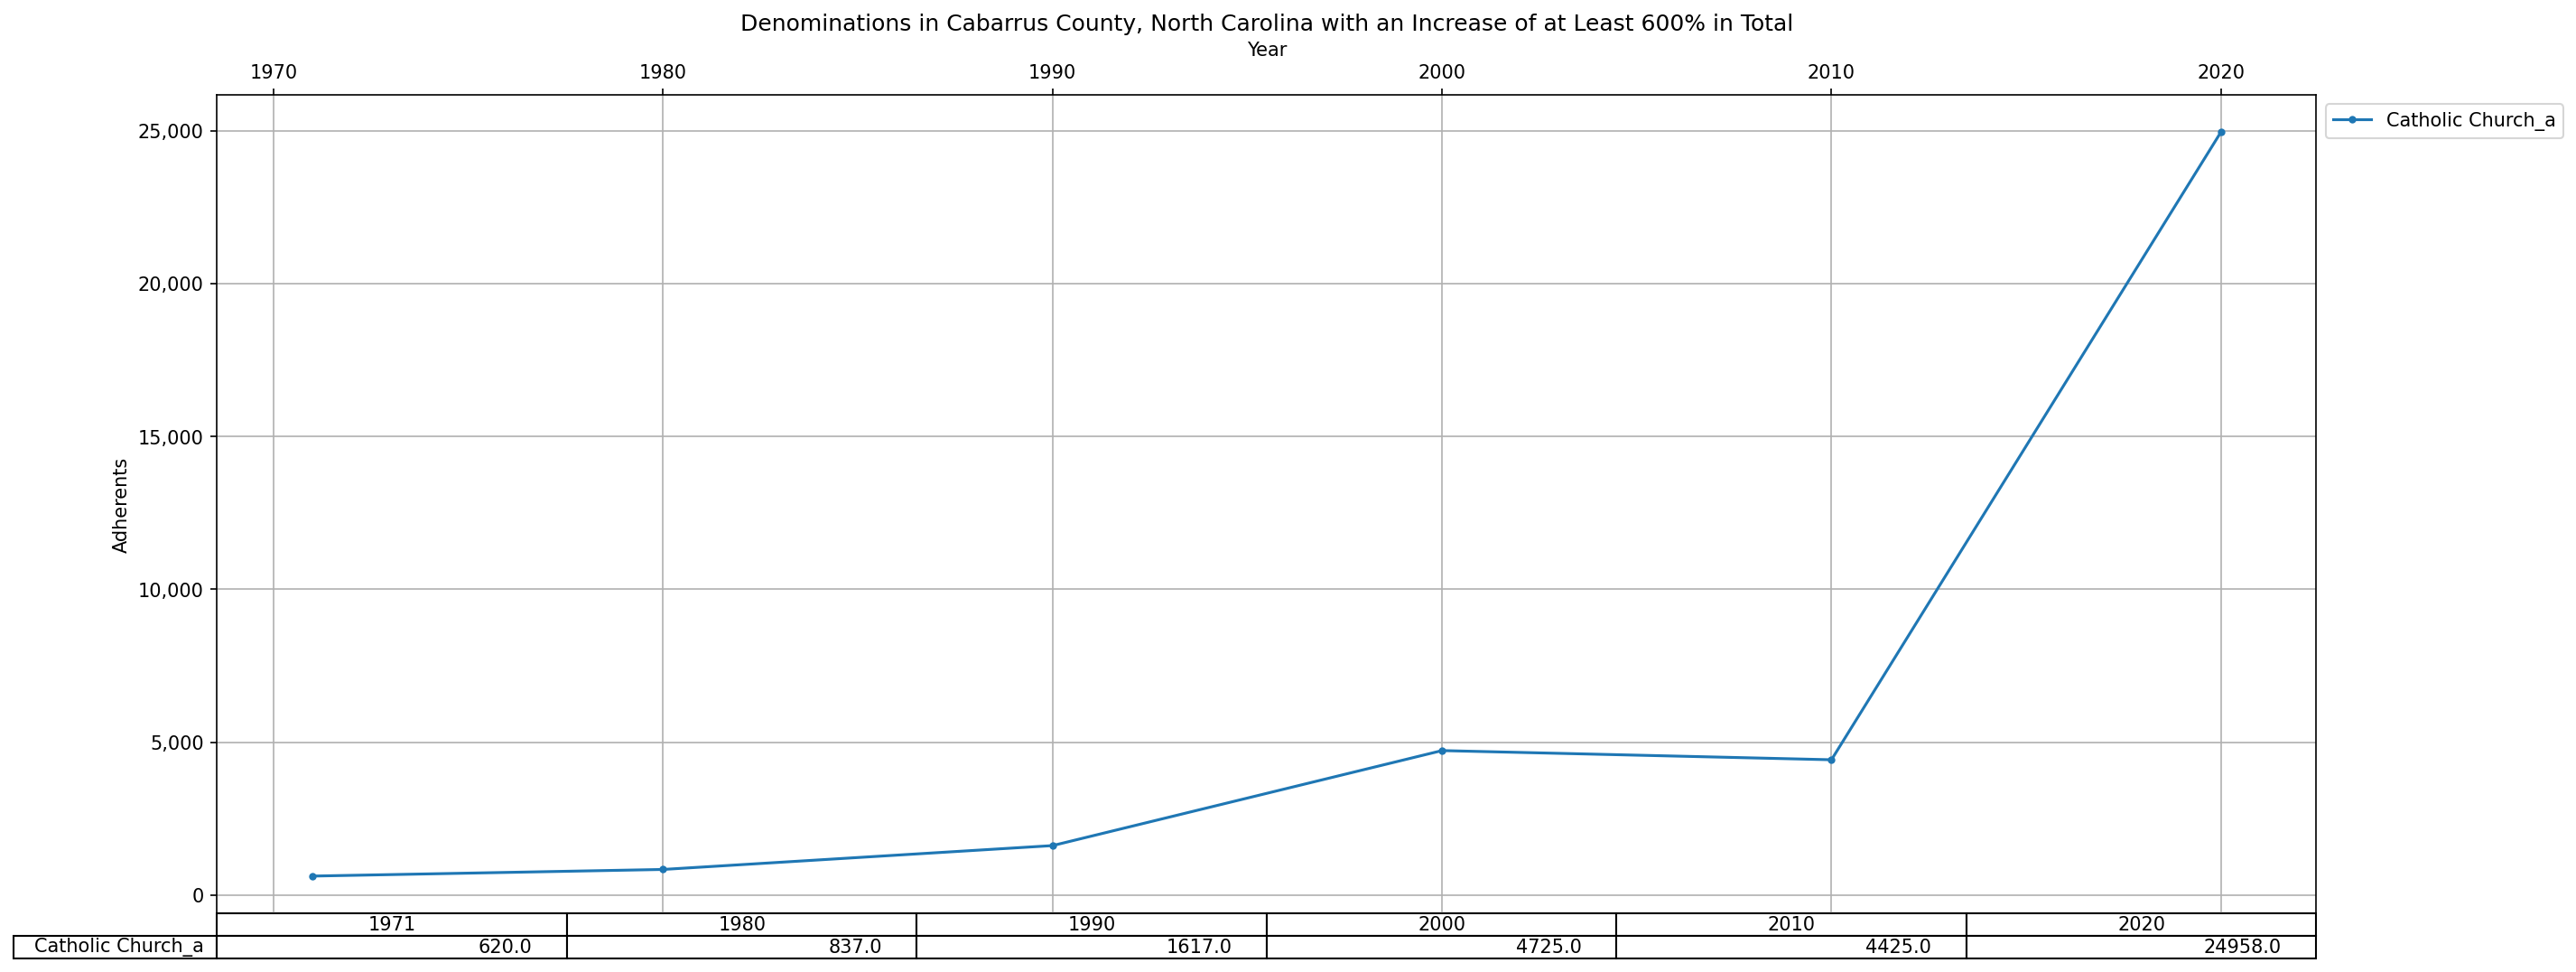 Denominations in Cabarrus County, North Carolina with an Increase of at Least 600% in Total
Year
1970 1980 1990 2000 2010 2020
Catholic Church_a
25,000
20,000
15,000
10,000
5,000
0
Adherents
1971 1980 1990 2000 2010 2020
Catholic Church_a 620.0 837.0 1617.0 4725.0 4425.0 24958.0